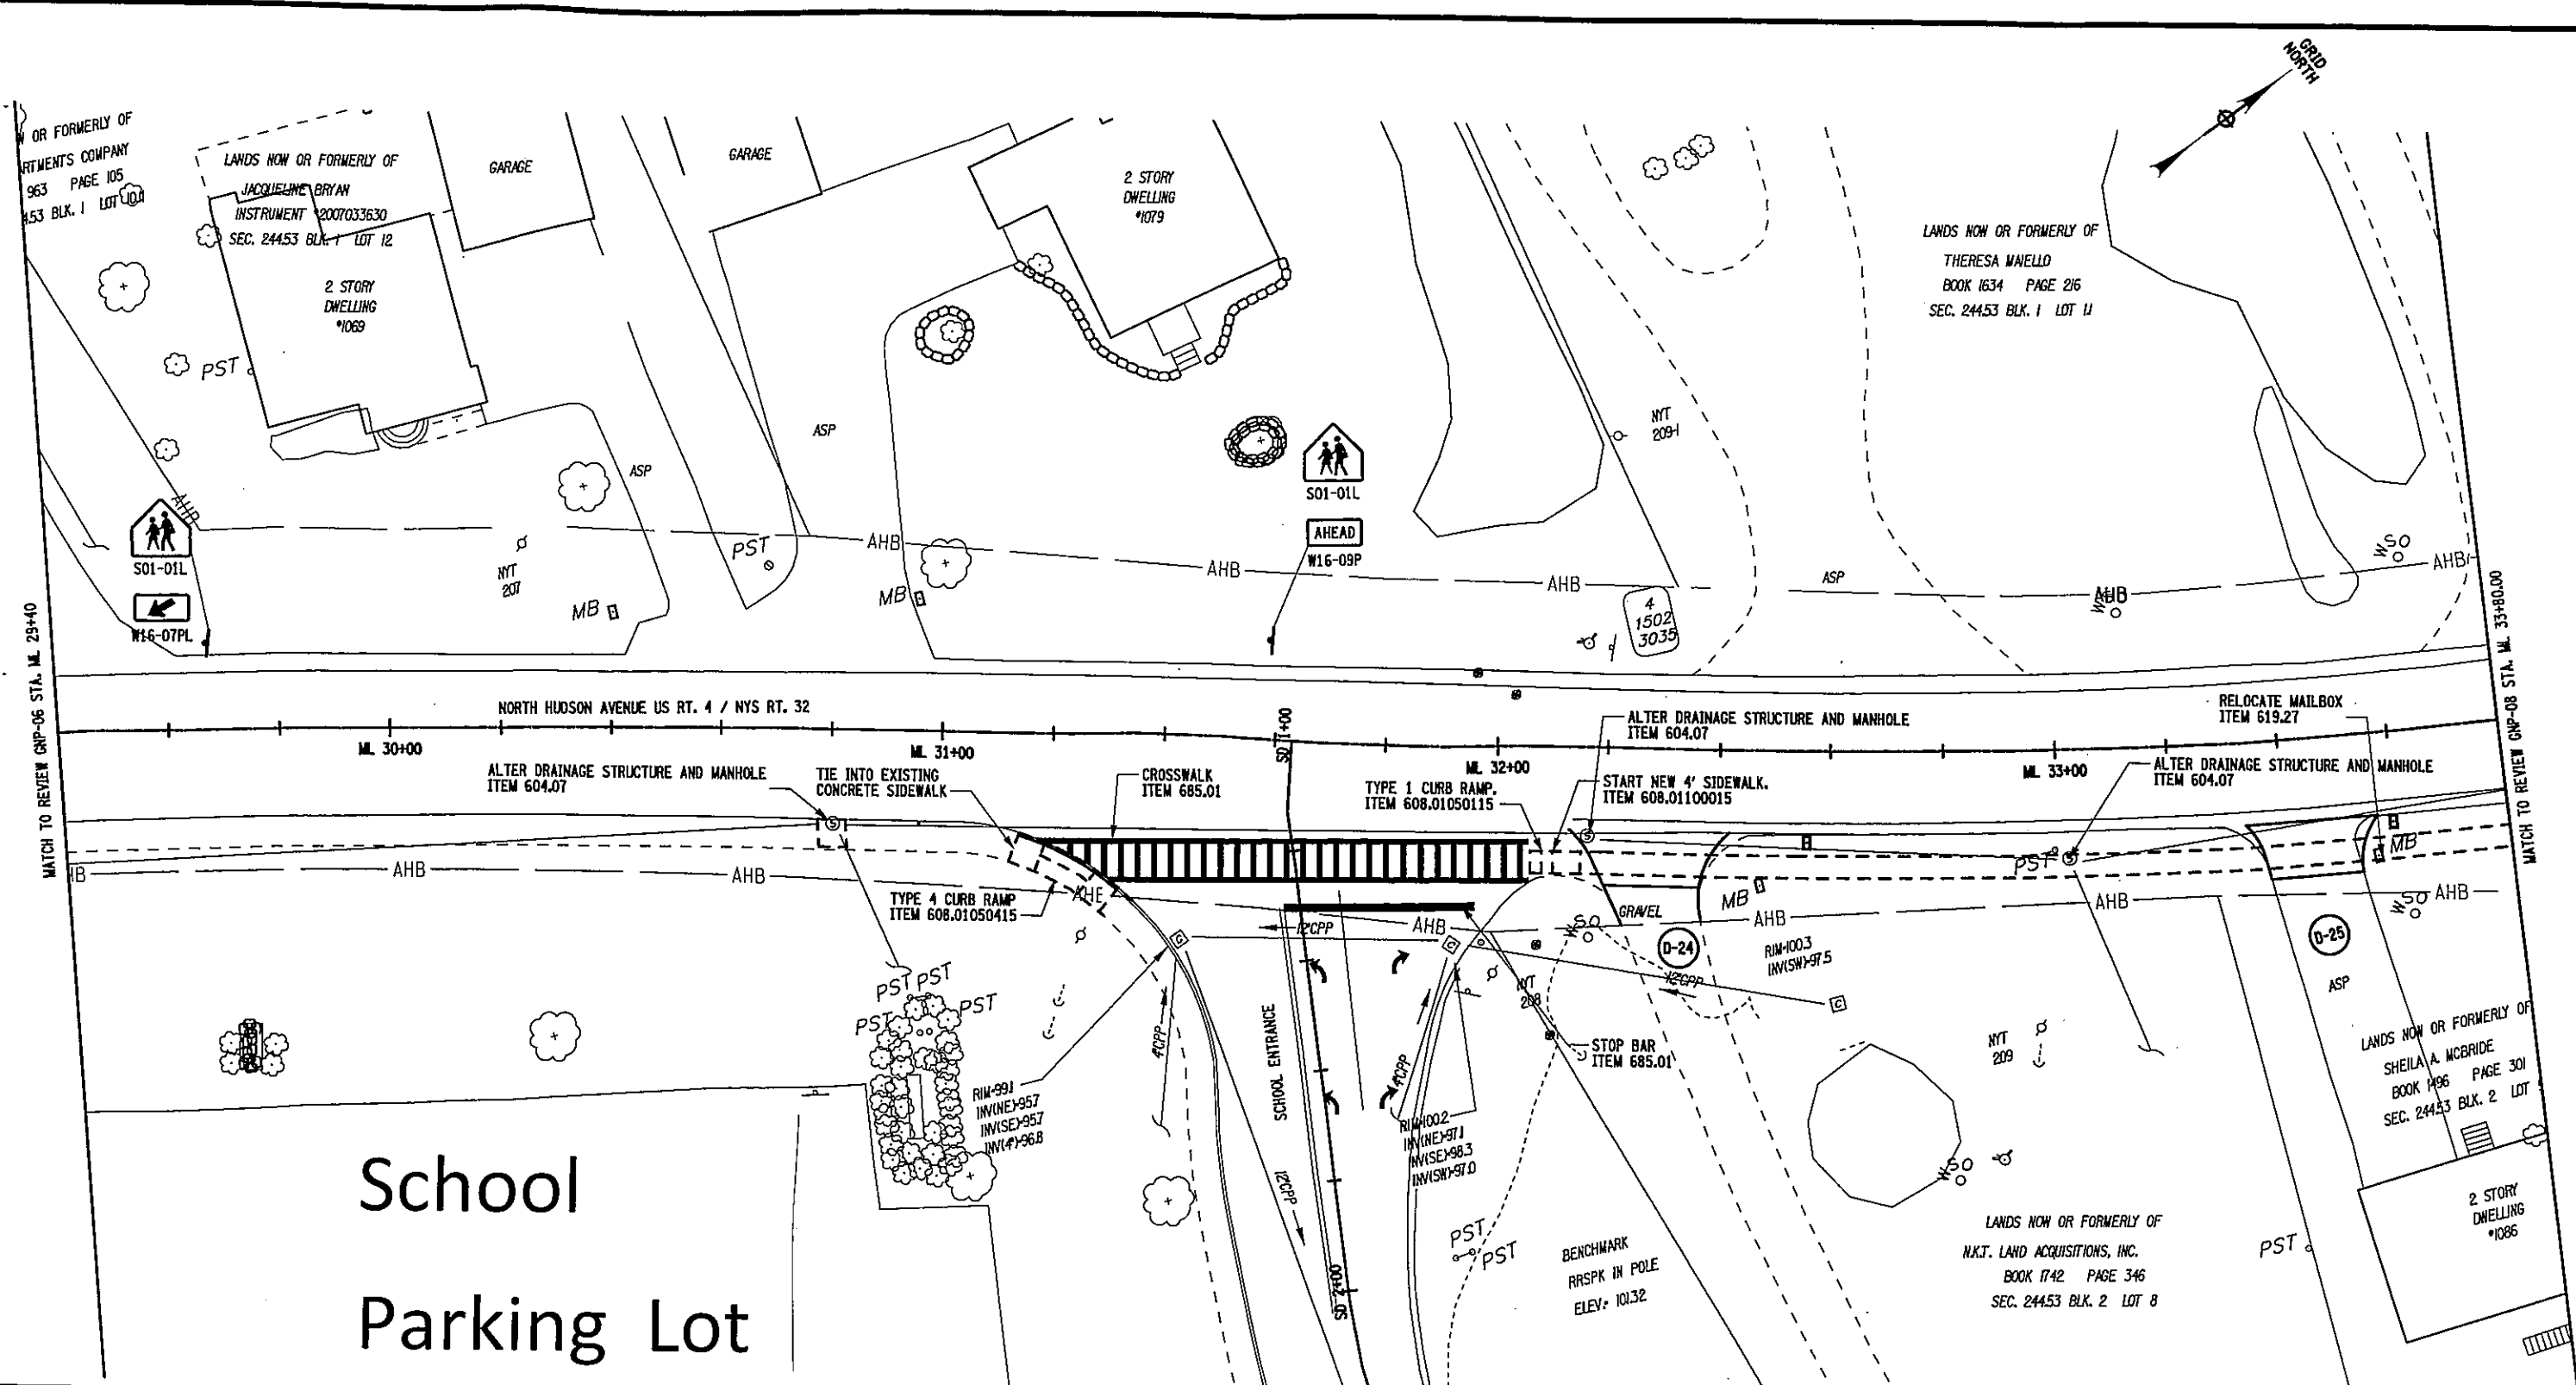 GRID
NORTH
OR FORMERLY OF
RTMENTS COMPANY
963 PAGE 105
453 BLK. 1 LOT 10.1
LANDS NOW OR FORMERLY OF
JACQUELINE BRYAN
INSTRUMENT #2007033630
SEC. 244.53 BLK. 1 LOT 12
GARAGE
GARAGE
2 STORY
DWELLING
#1079
LANDS NOW OR FORMERLY OF
THERESA MAIELLO
BOOK 1634 PAGE 216
SEC. 244.53 BLK. 1 LOT 11
2 STORY
DWELLING
#1069
PST
ASP
ASP
NYT
209-1
AHB
S01-01L
W16-07PL
S01-01L
AHEAD
W16-09P
NYT
207
MB
PST
AHB
MB
AHB
AHB
ASP
4
1502
3035
AHB
WSO
WSO
AHB
MATCH TO REVIEW GNP-06 STA. ML 29+40
MATCH TO REVIEW GNP-08 STA. ML 33+80.00
NORTH HUDSON AVENUE US RT. 4 / NYS RT. 32
ML 30+00
ML 31+00
SD 1+00
ML 32+00
ML 33+00
ALTER DRAINAGE STRUCTURE AND MANHOLE
ITEM 604.07
TIE INTO EXISTING
CONCRETE SIDEWALK
CROSSWALK
ITEM 685.01
TYPE 1 CURB RAMP.
ITEM 608.01050115
START NEW 4' SIDEWALK.
ITEM 608.01100015
ALTER DRAINAGE STRUCTURE AND MANHOLE
ITEM 604.07
RELOCATE MAILBOX
ITEM 619.27
ALTER DRAINAGE STRUCTURE AND MANHOLE
ITEM 604.07
S
S
S
HB
AHB
AHB
TYPE 4 CURB RAMP
ITEM 608.01050415
AHB
12"CPP
AHB
GRAVEL
WSO
MB
AHB
PST
AHB
MB
AHB
WSO
D-24
D-25
C
C
C
RIM=100.3
INV(SW)=97.5
12"CPP
NYT
208
ASP
PST
PST
PST
PST
4"CPP
SCHOOL ENTRANCE
4"CPP
STOP BAR
ITEM 685.01
NYT
209
LANDS NOW OR FORMERLY OF
SHEILA A. MCBRIDE
BOOK 1496 PAGE 301
SEC. 244.53 BLK. 2 LOT
RIM=99.1
INV(NE)=95.7
INV(SE)=95.7
INV(4")=96.8
RIM=100.2
INV(NE)=97.1
INV(SE)=98.3
INV(SW)=97.0
12"CPP
WSO
School
Parking Lot
SD 2+00
PST
PST
BENCHMARK
RRSPK IN POLE
ELEV.= 101.32
LANDS NOW OR FORMERLY OF
N.K.T. LAND ACQUISITIONS, INC.
BOOK 1742 PAGE 346
SEC. 244.53 BLK. 2 LOT 8
PST
2 STORY
DWELLING
#1086